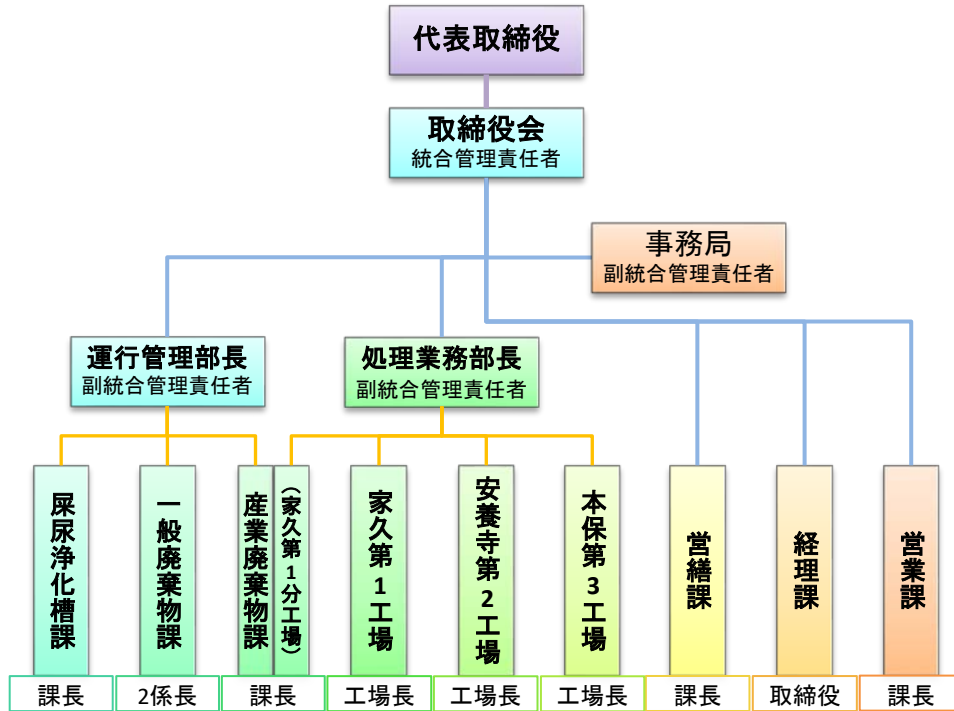 代表取締役
取締役会
統合管理責任者
事務局
副統合管理責任者
運行管理部長
副統合管理責任者
処理業務部長
副統合管理責任者
屎尿浄化槽課
一般廃棄物課
産業廃棄物課
（家久第1分工場）
家久第1工場
安養寺第2工場
本保第3工場
営繕課
経理課
営業課
課長
2係長
課長
工場長
工場長
工場長
課長
取締役
課長